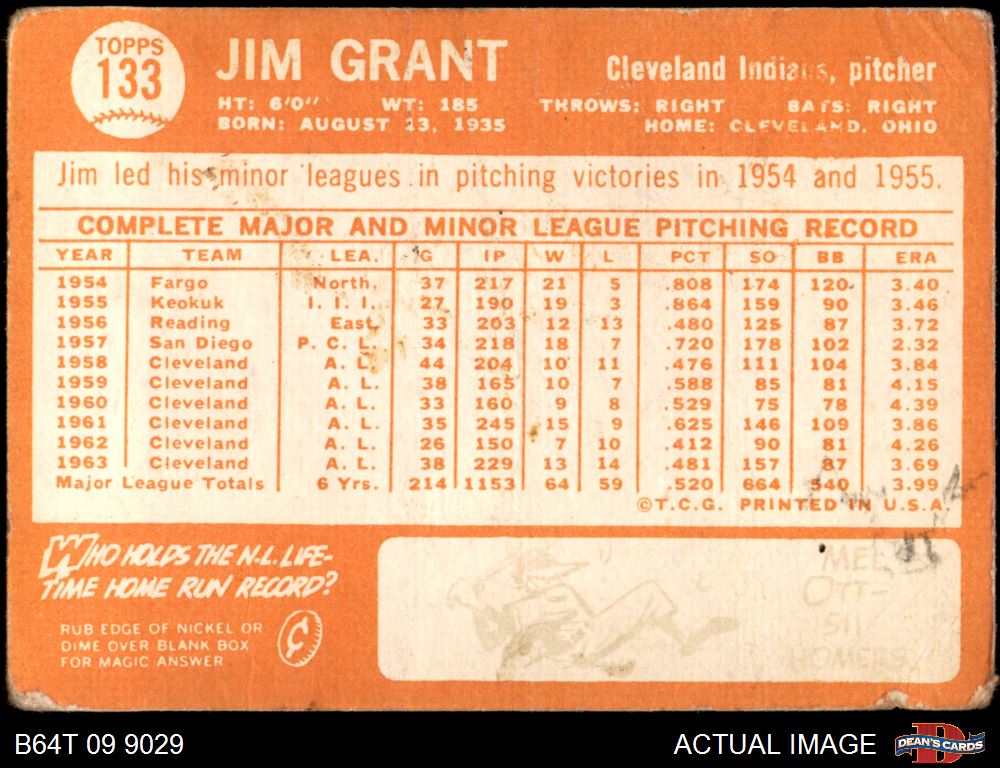 TOPPS
133
JIM GRANT
Cleveland Indians, pitcher
HT: 6'0" WT: 185 THROWS: RIGHT BATS: RIGHT
BORN: AUGUST 13, 1935 HOME: CLEVELAND, OHIO
Jim led his minor leagues in pitching victories in 1954 and 1955.
COMPLETE MAJOR AND MINOR LEAGUE PITCHING RECORD
YEAR TEAM LEA. G IP W L PCT SO BB ERA
1954 Fargo North. 37 217 21 5 .808 174 120 3.40
1955 Keokuk I. I. I. 27 190 19 3 .864 159 90 3.46
1956 Reading East. 33 203 12 13 .480 125 87 3.72
1957 San Diego P. C. L. 34 218 18 7 .720 178 102 2.32
1958 Cleveland A. L. 44 204 10 11 .476 111 104 3.84
1959 Cleveland A. L. 38 165 10 7 .588 85 81 4.15
1960 Cleveland A. L. 33 160 9 8 .529 75 78 4.39
1961 Cleveland A. L. 35 245 15 9 .625 146 109 3.86
1962 Cleveland A. L. 26 150 7 10 .412 90 81 4.26
1963 Cleveland A. L. 38 229 13 14 .481 157 87 3.69
Major League Totals 6 Yrs. 214 1153 64 59 .520 664 540 3.99
©T.C.G. PRINTED IN U.S.A.
WHO HOLDS THE N.L. LIFE-
TIME HOME RUN RECORD?
RUB EDGE OF NICKEL OR
DIME OVER BLANK BOX
FOR MAGIC ANSWER
MEL
OTT-
511
HOMERS
B64T 09 9029
ACTUAL IMAGE
DEAN'S CARDS